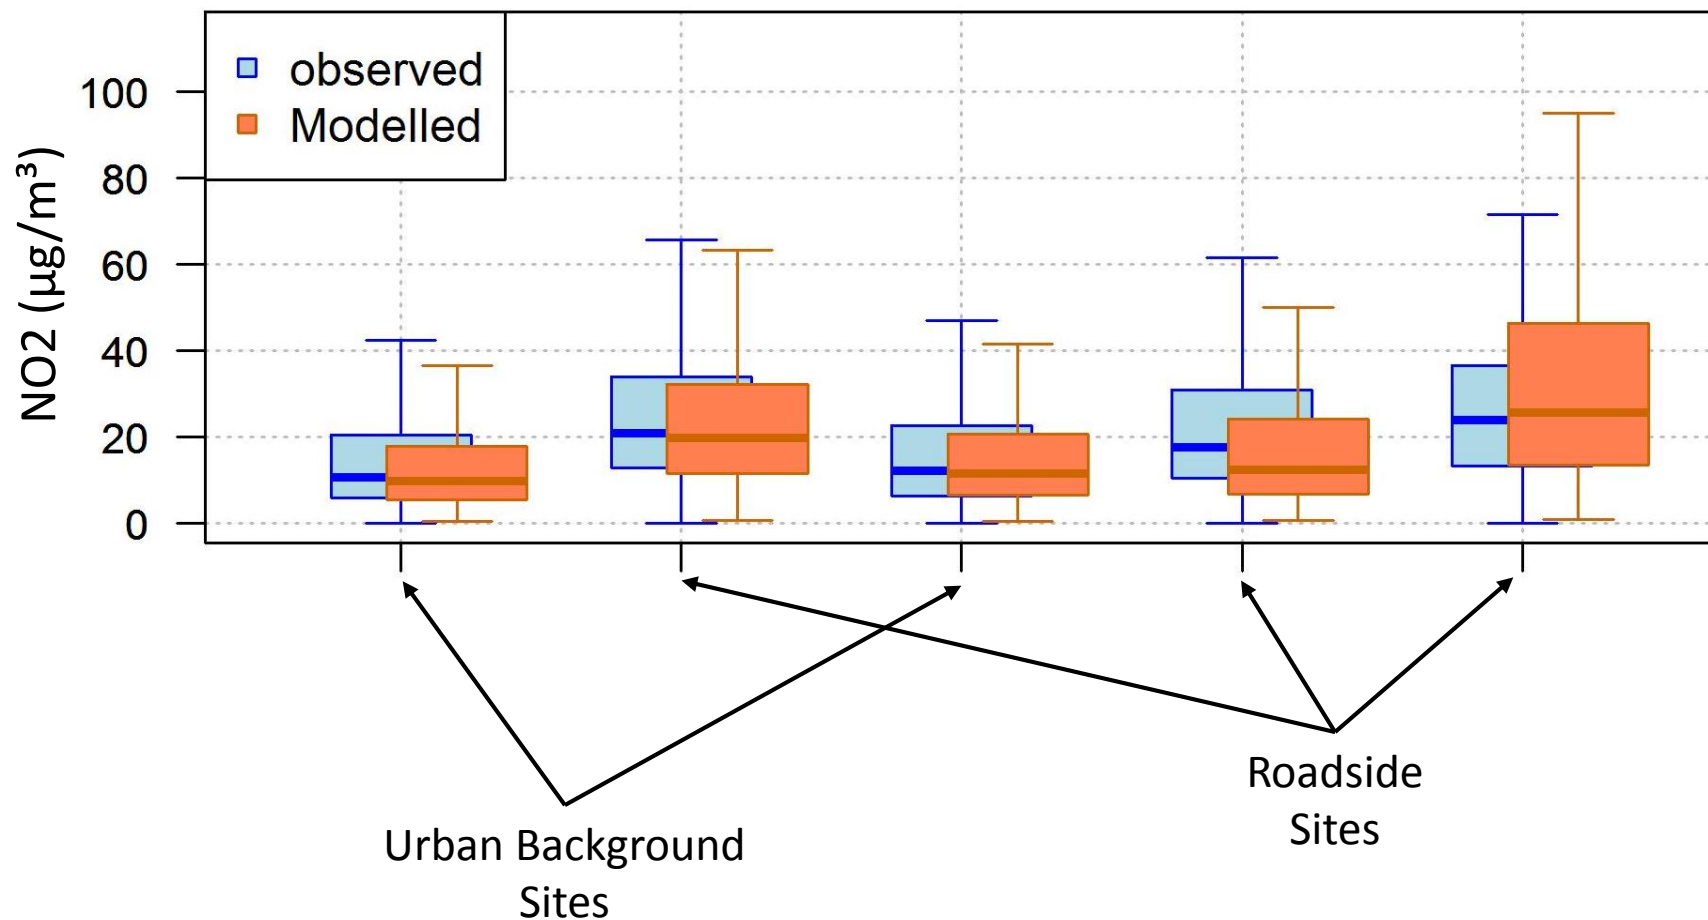 observed
Modelled
NO2 (µg/m³)
100
80
60
40
20
0
Roadside
Sites
Urban Background
Sites